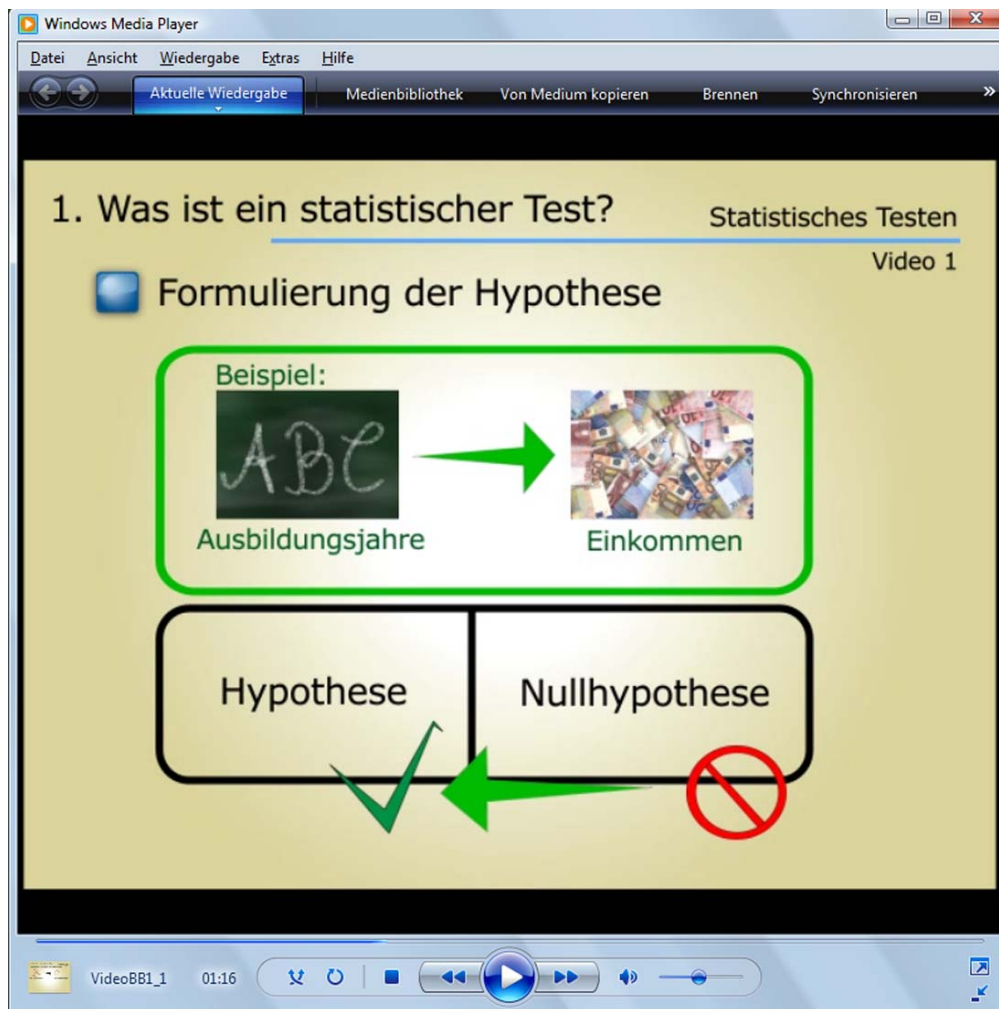 Windows Media Player
Datei Ansicht Wiedergabe Extras Hilfe
Aktuelle Wiedergabe Medienbibliothek Von Medium kopieren Brennen Synchronisieren »
1. Was ist ein statistischer Test?
Statistisches Testen
Video 1
Formulierung der Hypothese
Beispiel:
ABC
Ausbildungsjahre Einkommen
Hypothese Nullhypothese
VideoBB1_1 01:16